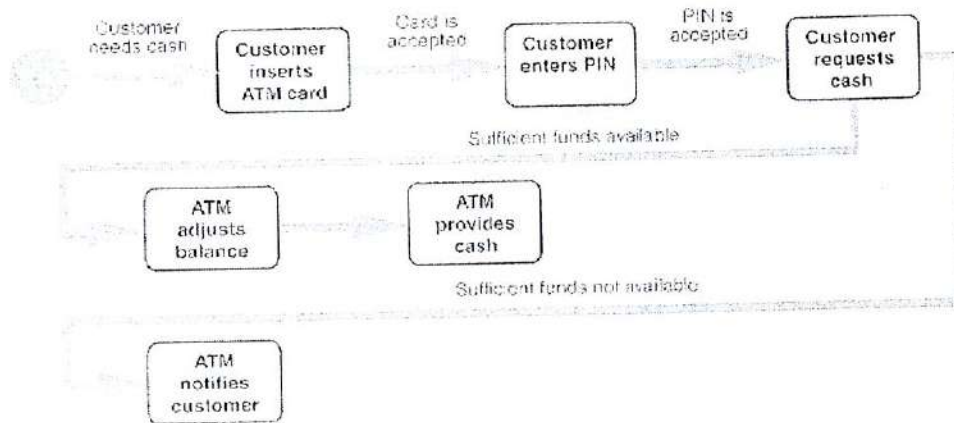 Customer
needs cash
Customer
inserts
ATM card
Card is
accepted
Customer
enters PIN
PIN is
accepted
Customer
requests
cash
Sufficient funds available
ATM
adjusts
balance
ATM
provides
cash
Sufficient funds not available
ATM
notifies
customer